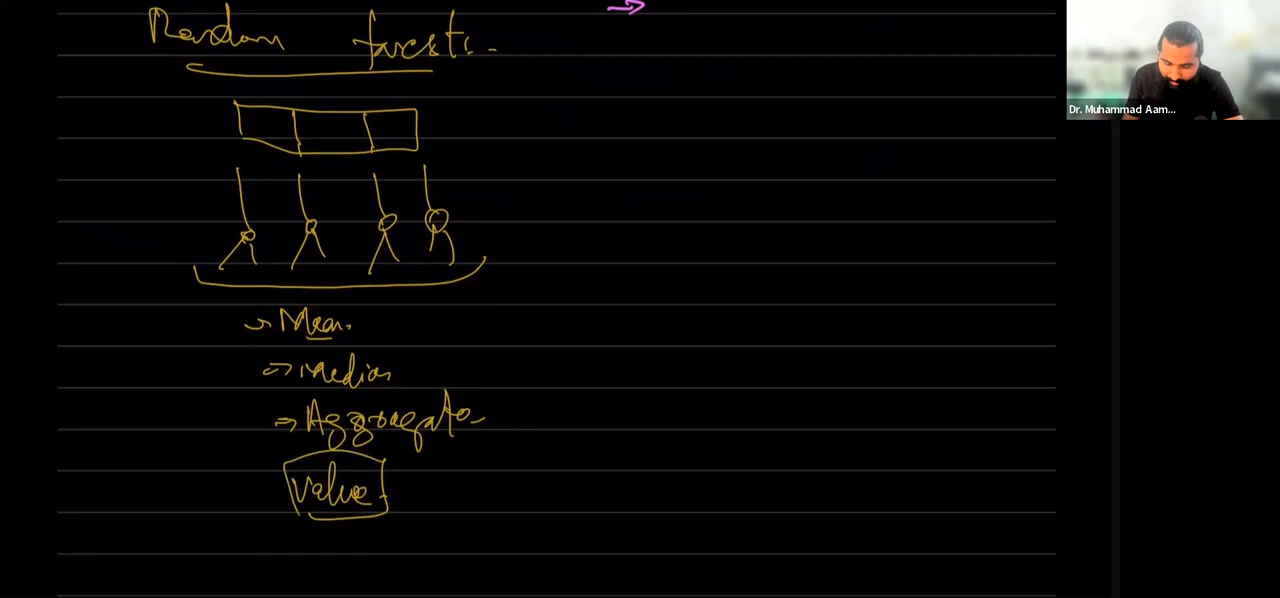 Random forest.
Dr. Muhammad Aam...
→ Mean.
→ Median
→ Aggregate
value